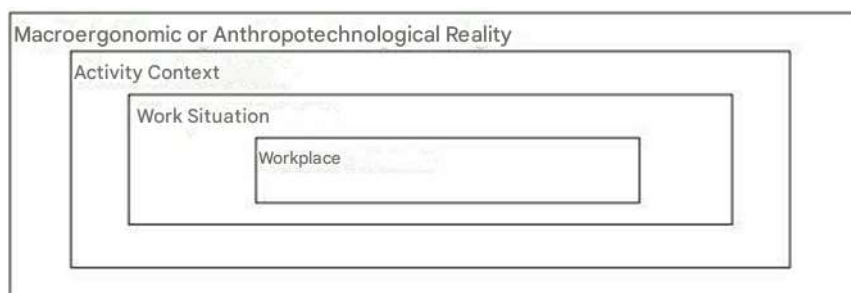 Macroergonomic or Anthropotechnological Reality
Activity Context
Work Situation
Workplace